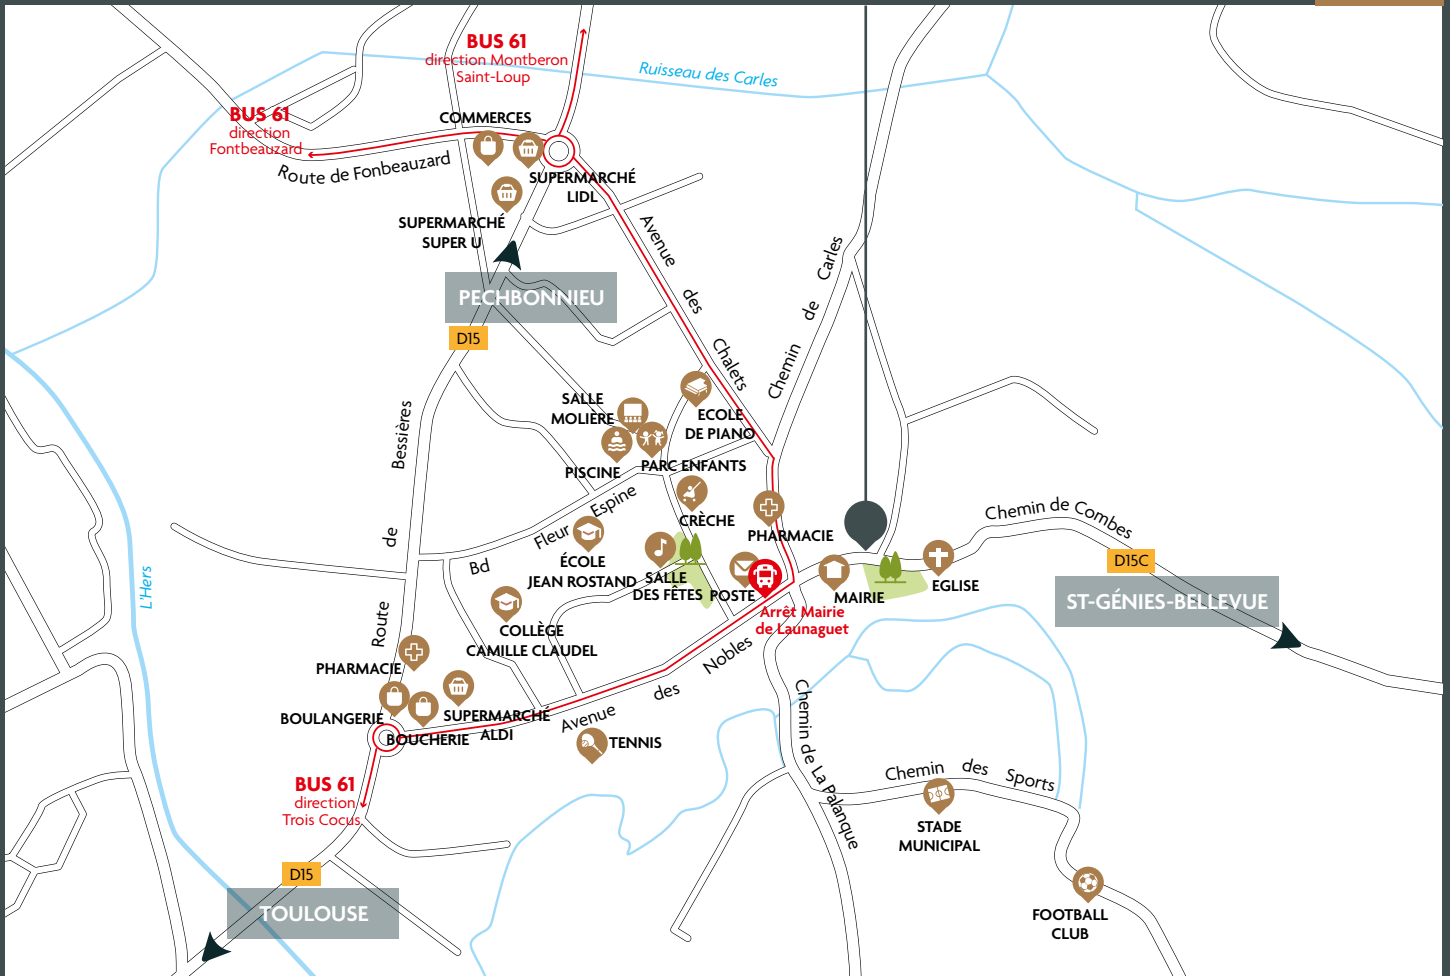 BUS 61
direction Montberon
Saint-Loup
Ruisseau des Carles
BUS 61
direction
Fontbeauzard
COMMERCES
Route de Fonbeauzard
SUPERMARCHÉ
LIDL
SUPERMARCHÉ
SUPER U
Avenue des Chalets
Chemin de Carles
PECHBONNIEU
D15
SALLE
MOLIÈRE
ECOLE
DE PIANO
PISCINE
PARC ENFANTS
Route de Bessières
Bd Fleur Espine
CRÈCHE
PHARMACIE
Chemin de Combes
D15C
ST-GÉNIES-BELLEVUE
ÉCOLE
JEAN ROSTAND
SALLE
DES FÊTES
POSTE
MAIRIE
EGLISE
Arrêt Mairie
de Launaguet
L'Hers
COLLÈGE
CAMILLE CLAUDEL
PHARMACIE
BOULANGERIE
BOUCHERIE
SUPERMARCHÉ
ALDI
Avenue des Nobles
TENNIS
Chemin de La Palanque
Chemin des Sports
STADE
MUNICIPAL
BUS 61
direction
Trois Cocus
D15
TOULOUSE
FOOTBALL
CLUB